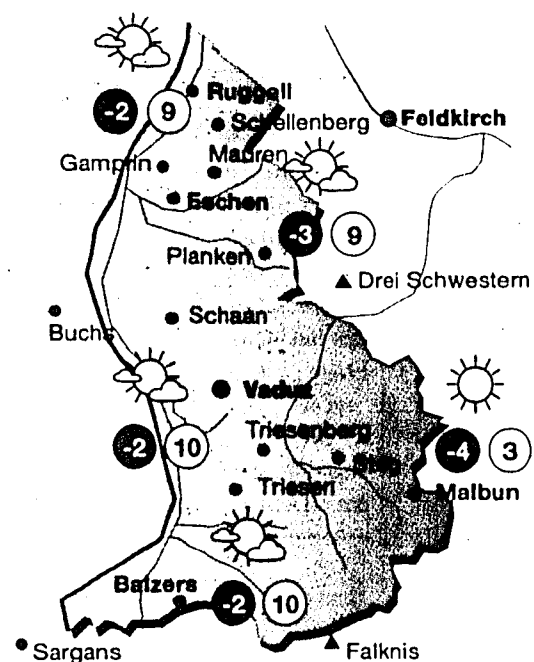 Ruggell
-2 9
Schellenberg
Feldkirch
Mauren
Gamprin
Eschen
-3 9
Planken
Drei Schwestern
Schaan
Buchs
Vaduz
-2 10
Triesenberg
Steg
-4 3
Triesen
Malbun
Balzers
-2 10
Sargans
Falknis